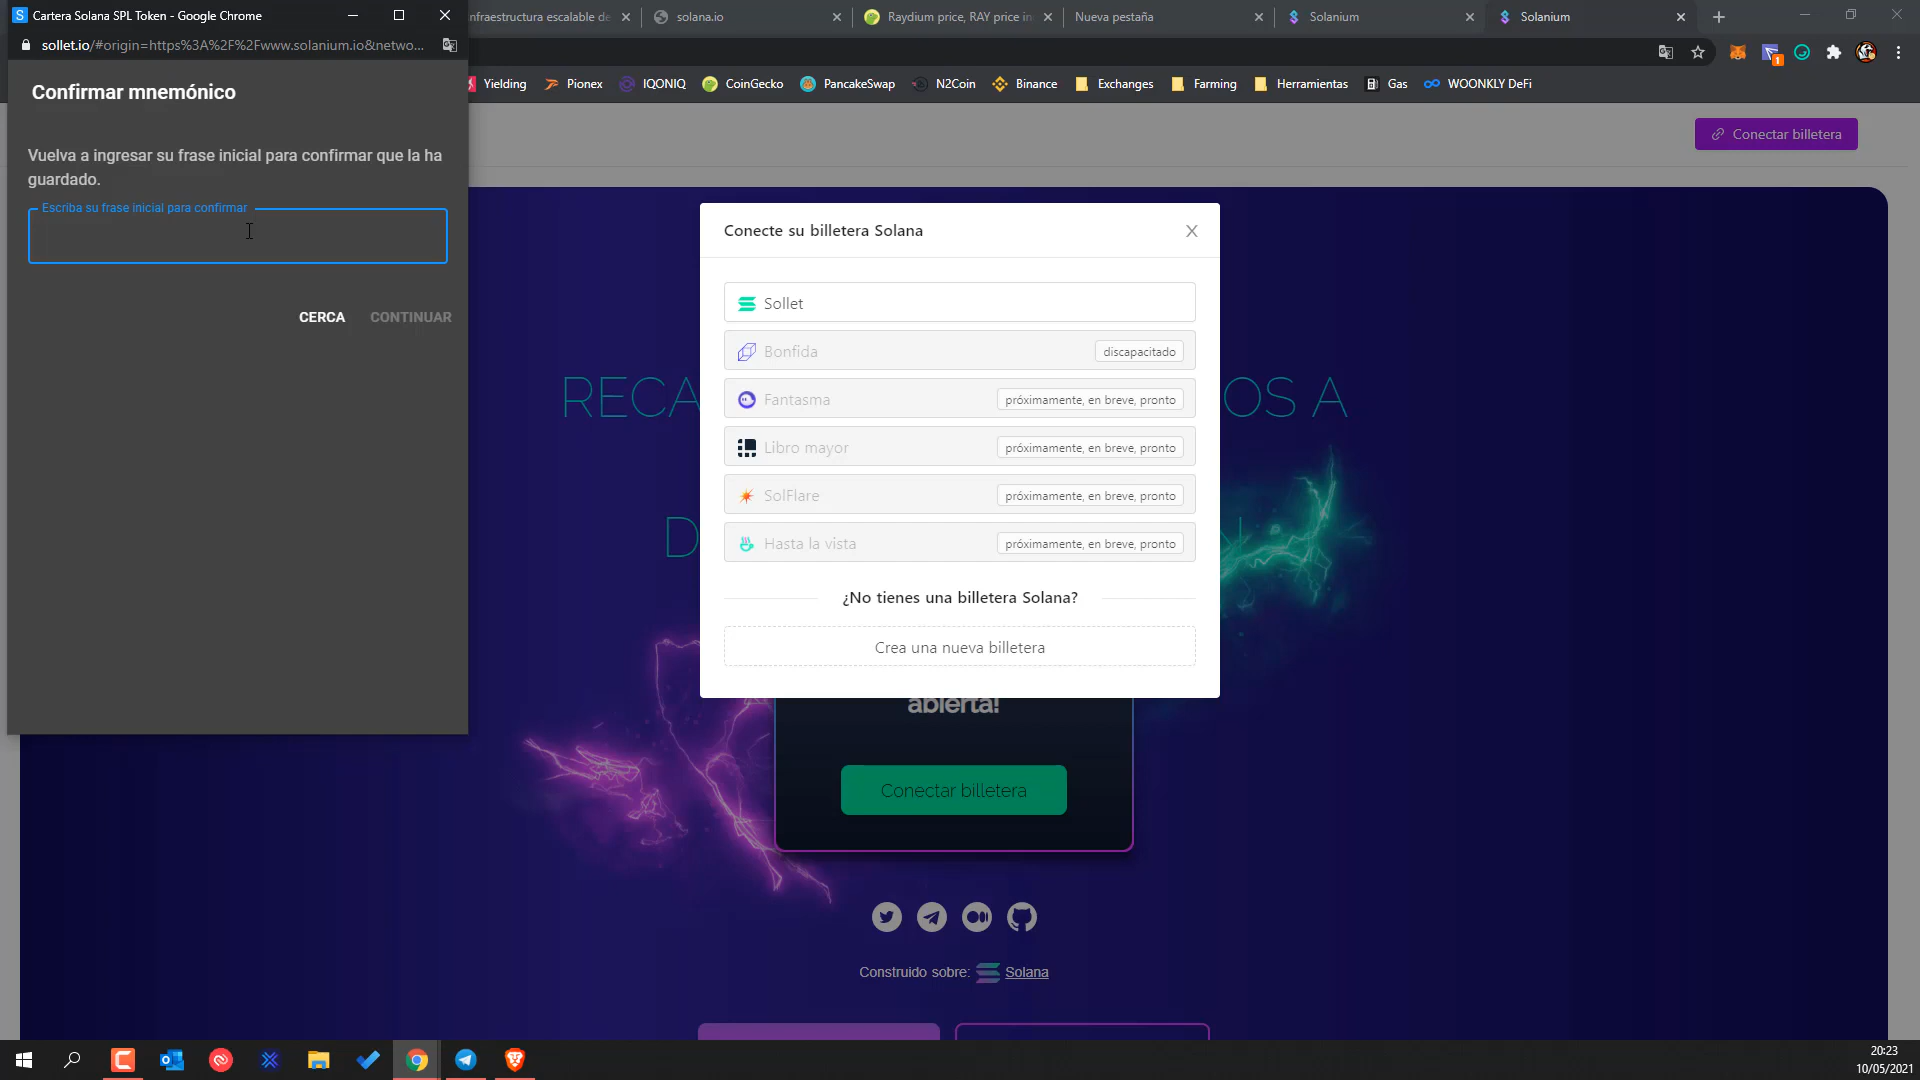 Cartera Solana SPL Token - Google Chrome
nfraestructura escalable de
solana.io
Raydium price, RAY price in
Nueva pestaña
Solanium
Solanium
sollet.io/#origin=https%3A%2F%2Fwww.solanium.io&netwo...
1
Yielding
Pionex
IQONIQ
CoinGecko
PancakeSwap
N2Coin
Binance
Exchanges
Farming
Herramientas
Gas
WOONKLY DeFi
Confirmar mnemónico
Vuelva a ingresar su frase inicial para confirmar que la ha
guardado.
Escriba su frase inicial para confirmar
CERCA
CONTINUAR
Conectar billetera
Conecte su billetera Solana
Sollet
Bonfida
discapacitado
Fantasma
próximamente, en breve, pronto
Libro mayor
próximamente, en breve, pronto
SolFlare
próximamente, en breve, pronto
Hasta la vista
próximamente, en breve, pronto
¿No tienes una billetera Solana?
Crea una nueva billetera
RECA
OS A
D
abierta!
Conectar billetera
Construido sobre:
Solana
20:23
10/05/2021